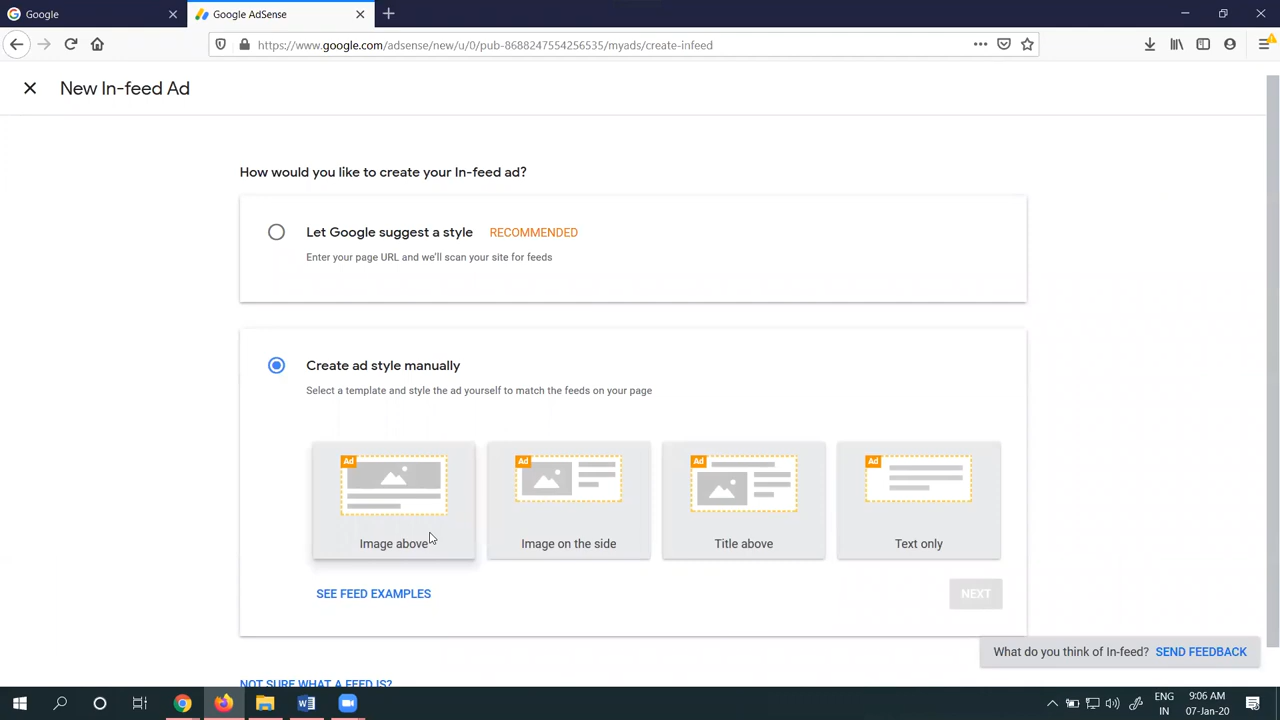 Google
Google AdSense
https://www.google.com/adsense/new/u/0/pub-8688247554256535/myads/create-infeed
New In-feed Ad
How would you like to create your In-feed ad?
Let Google suggest a style RECOMMENDED
Enter your page URL and we'll scan your site for feeds
Create ad style manually
Select a template and style the ad yourself to match the feeds on your page
Ad Ad Ad Ad
Image above Image on the side Title above Text only
SEE FEED EXAMPLES NEXT
What do you think of In-feed? SEND FEEDBACK
NOT SURE WHAT A FEED IS?
ENG 9:06 AM
IN 07-Jan-20